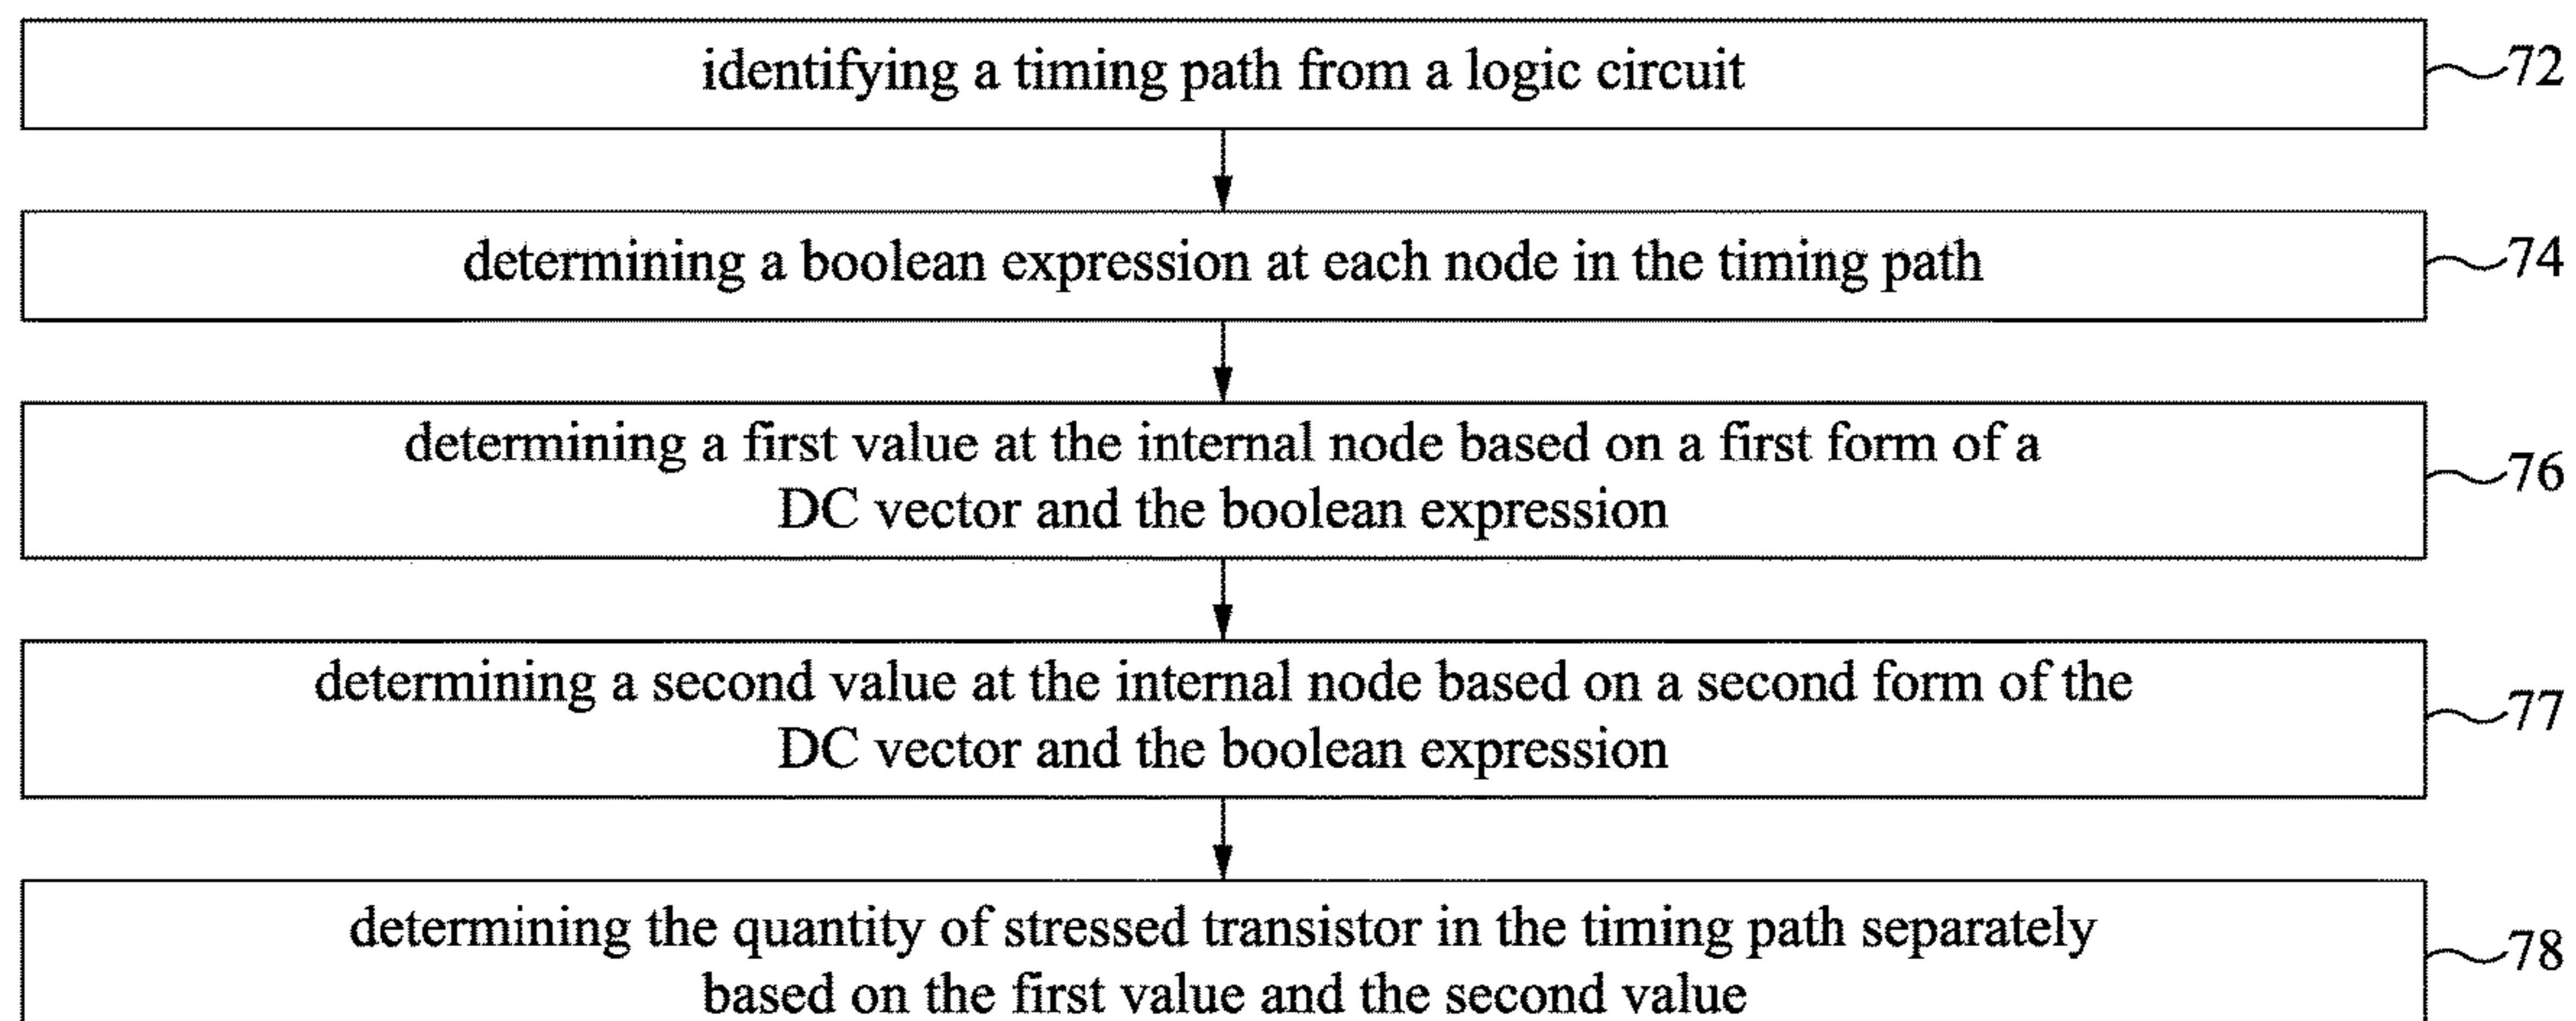 identifying a timing path from a logic circuit
72
determining a boolean expression at each node in the timing path
74
determining a first value at the internal node based on a first form of a
DC vector and the boolean expression
76
determining a second value at the internal node based on a second form of the
DC vector and the boolean expression
77
determining the quantity of stressed transistor in the timing path separately
based on the first value and the second value
78